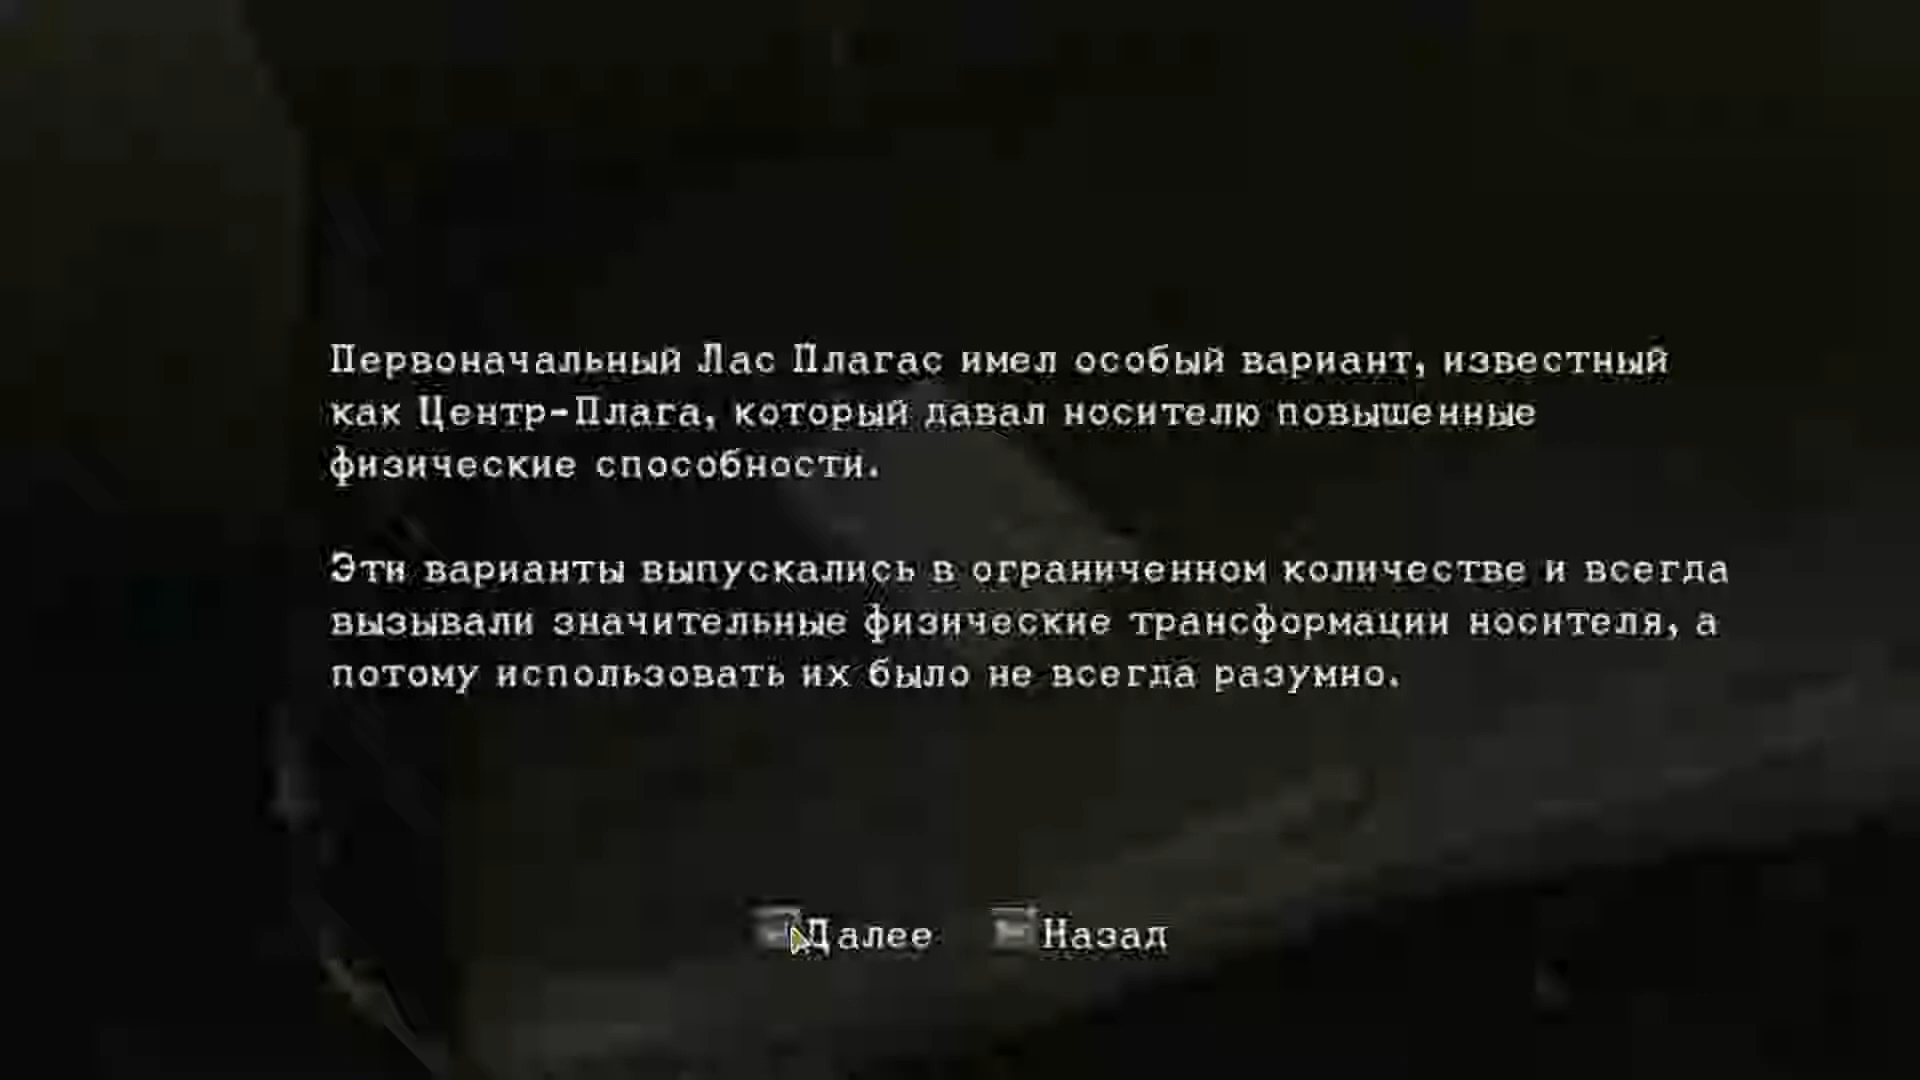 Первоначальный Лас Плагас имел особый вариант, известный
как Центр-Плага, который давал носителю повышенные
физические способности.
Эти варианты выпускались в ограниченном количестве и всегда
вызывали значительные физические трансформации носителя, а
потому использовать их было не всегда разумно.
Далее Назад